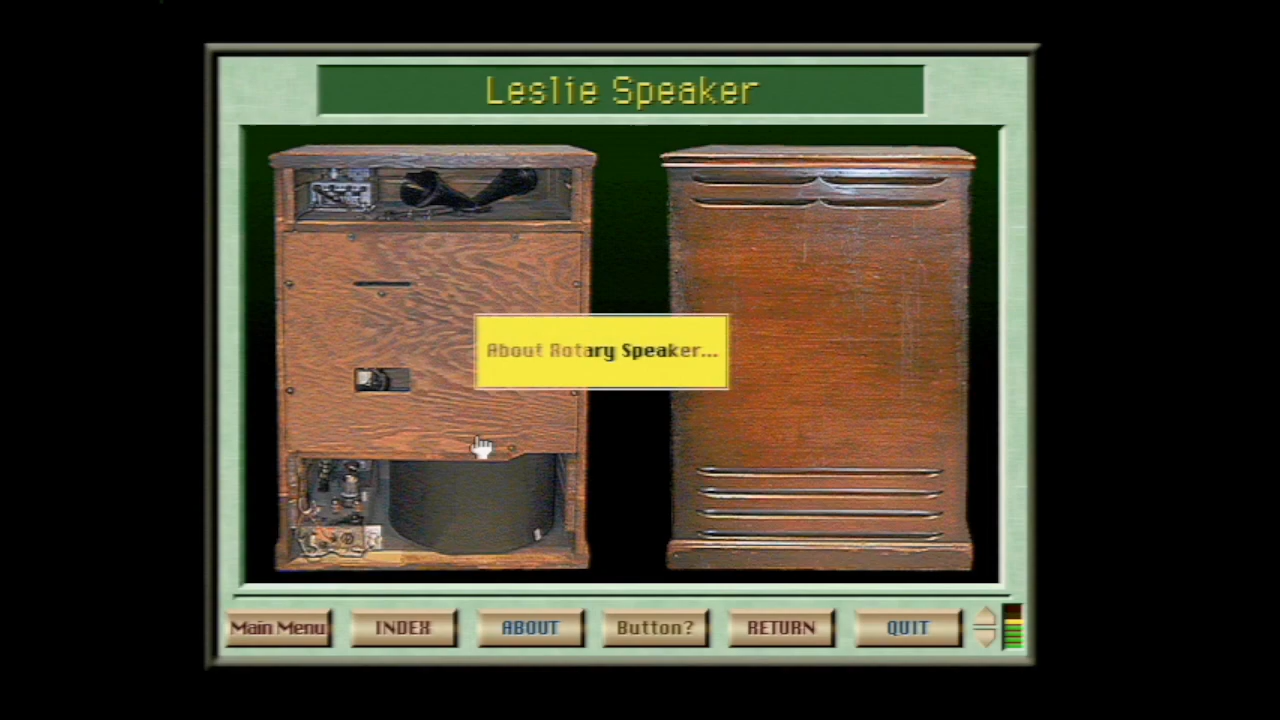 Leslie Speaker
About Rotary Speaker...
Main Menu
INDEX
ABOUT
Button?
RETURN
QUIT